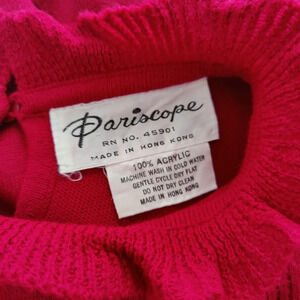 Pariscope
RN NO. 45901
MADE IN HONG KONG
100% ACRYLIC
MACHINE WASH IN COLD WATER
GENTLE CYCLE DRY FLAT
DO NOT DRY CLEAN
MADE IN HONG KONG